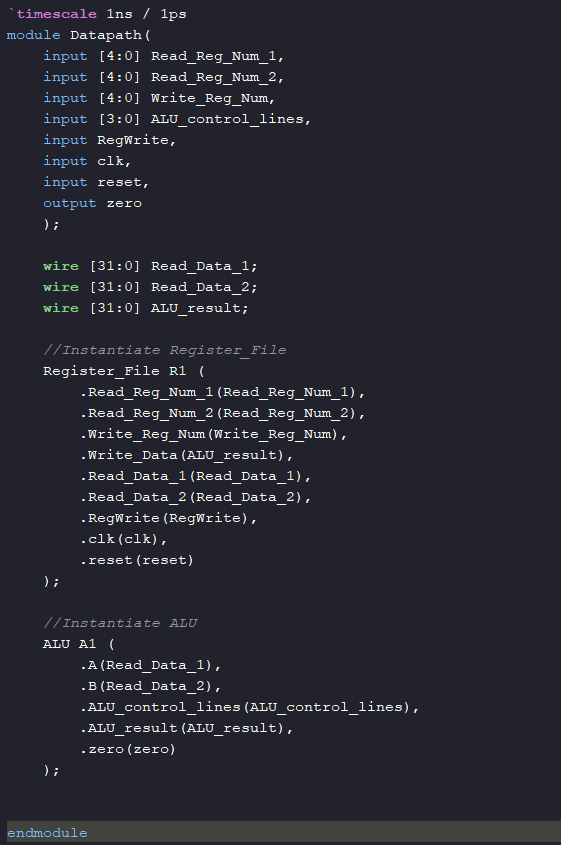 `timescale 1ns / 1ps
module Datapath(
    input [4:0] Read_Reg_Num_1,
    input [4:0] Read_Reg_Num_2,
    input [4:0] Write_Reg_Num,
    input [3:0] ALU_control_lines,
    input RegWrite,
    input clk,
    input reset,
    output zero
    );

    wire [31:0] Read_Data_1;
    wire [31:0] Read_Data_2;
    wire [31:0] ALU_result;

    //Instantiate Register_File
    Register_File R1 (
        .Read_Reg_Num_1(Read_Reg_Num_1),
        .Read_Reg_Num_2(Read_Reg_Num_2),
        .Write_Reg_Num(Write_Reg_Num),
        .Write_Data(ALU_result),
        .Read_Data_1(Read_Data_1),
        .Read_Data_2(Read_Data_2),
        .RegWrite(RegWrite),
        .clk(clk),
        .reset(reset)
    );

    //Instantiate ALU
    ALU A1 (
        .A(Read_Data_1),
        .B(Read_Data_2),
        .ALU_control_lines(ALU_control_lines),
        .ALU_result(ALU_result),
        .zero(zero)
    );


endmodule